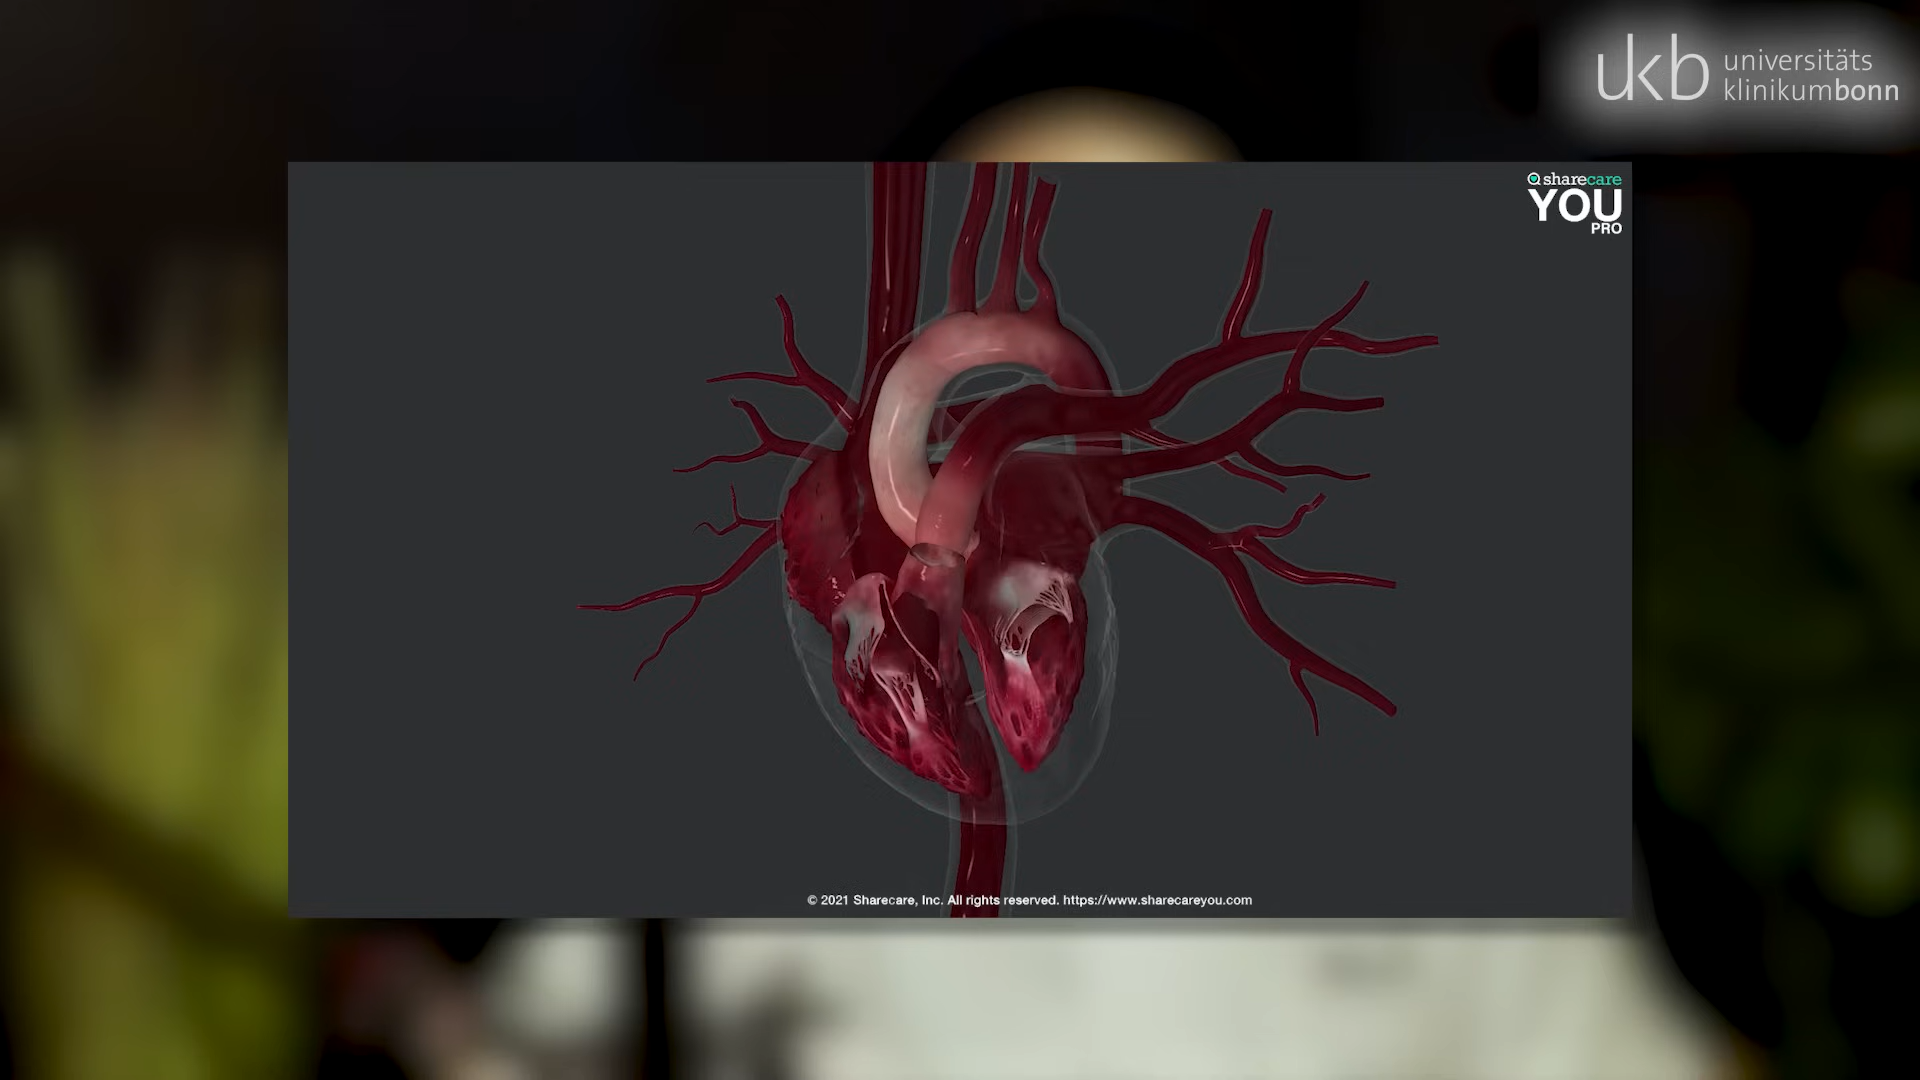 ukb universitäts
klinikumbonn
sharecare
YOU
PRO
© 2021 Sharecare, Inc. All rights reserved. https://www.sharecareyou.com